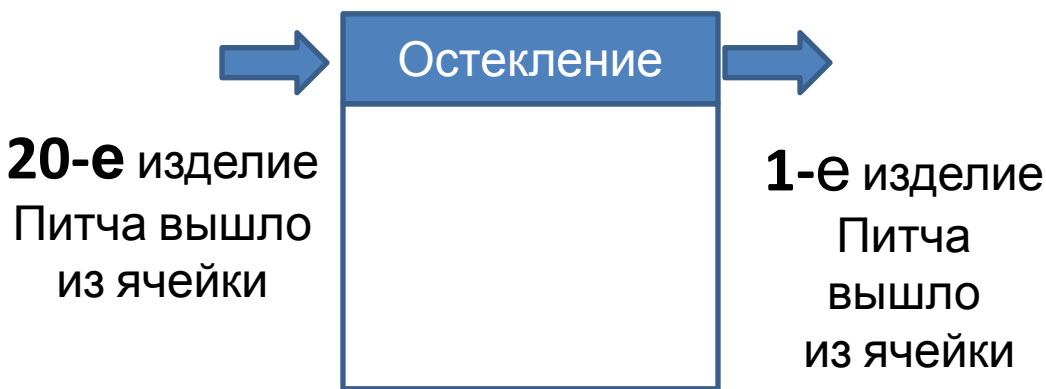 Остекление
20-е изделие
Питча вышло
из ячейки
1-е изделие
Питча
вышло
из ячейки